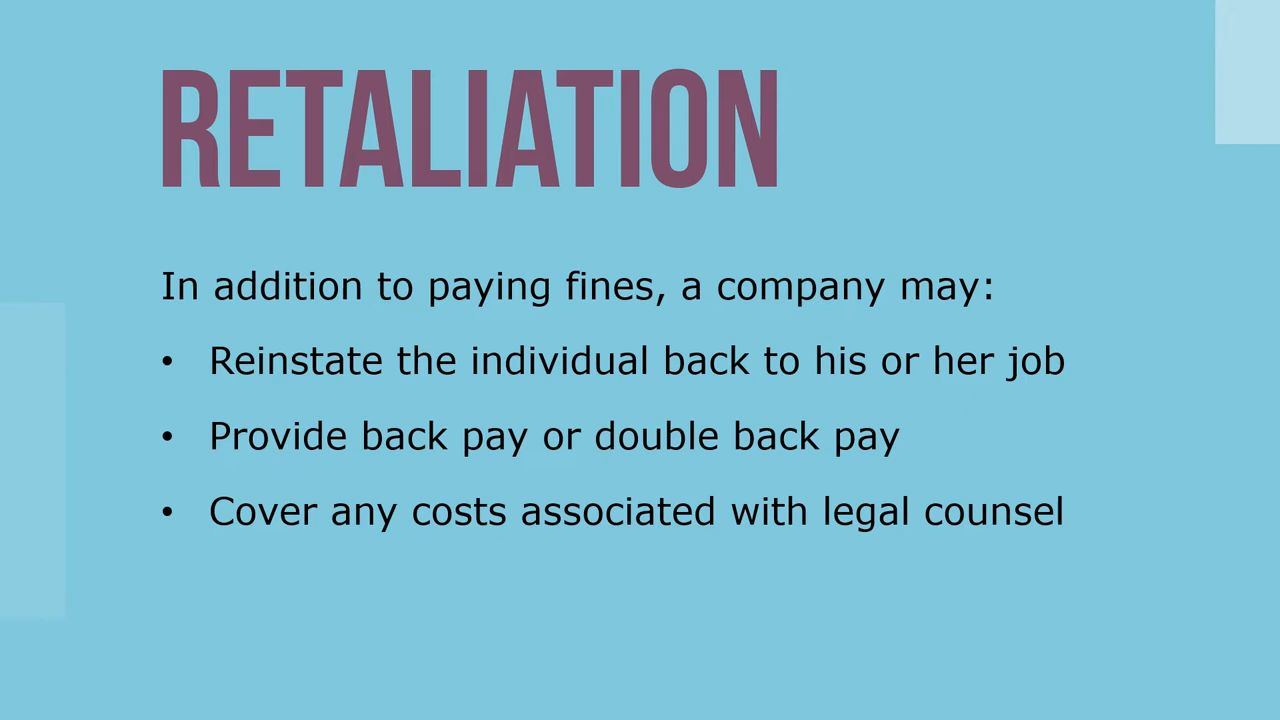 RETALIATION
In addition to paying fines, a company may:
• Reinstate the individual back to his or her job
• Provide back pay or double back pay
• Cover any costs associated with legal counsel